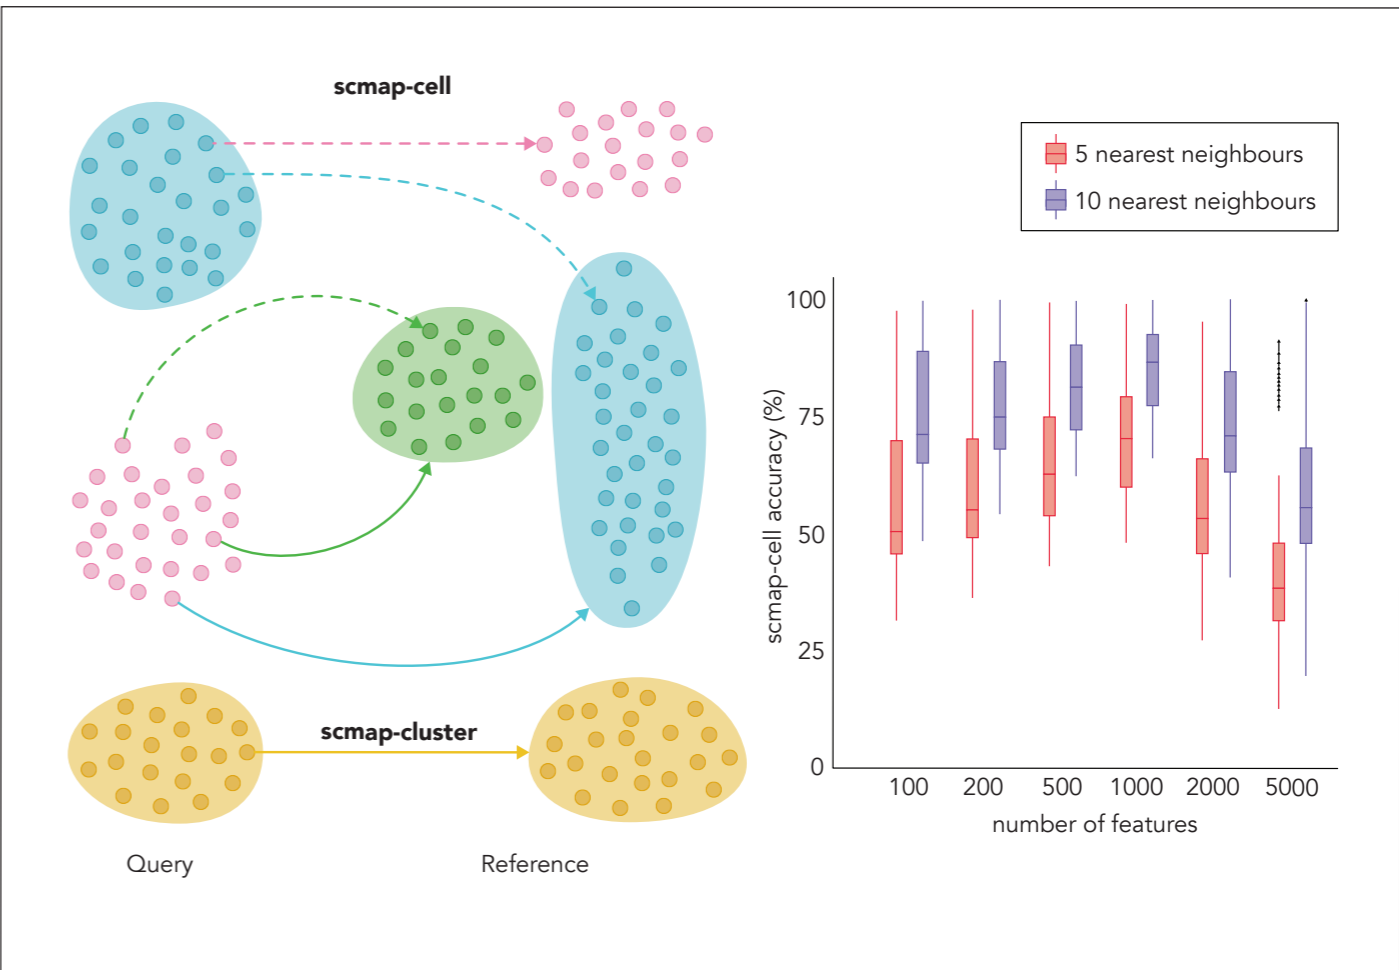 scmap-cell
scmap-cluster
Query
Reference
5 nearest neighbours
10 nearest neighbours
scmap-cell accuracy (%)
100
75
50
25
0
100 200 500 1000 2000 5000
number of features